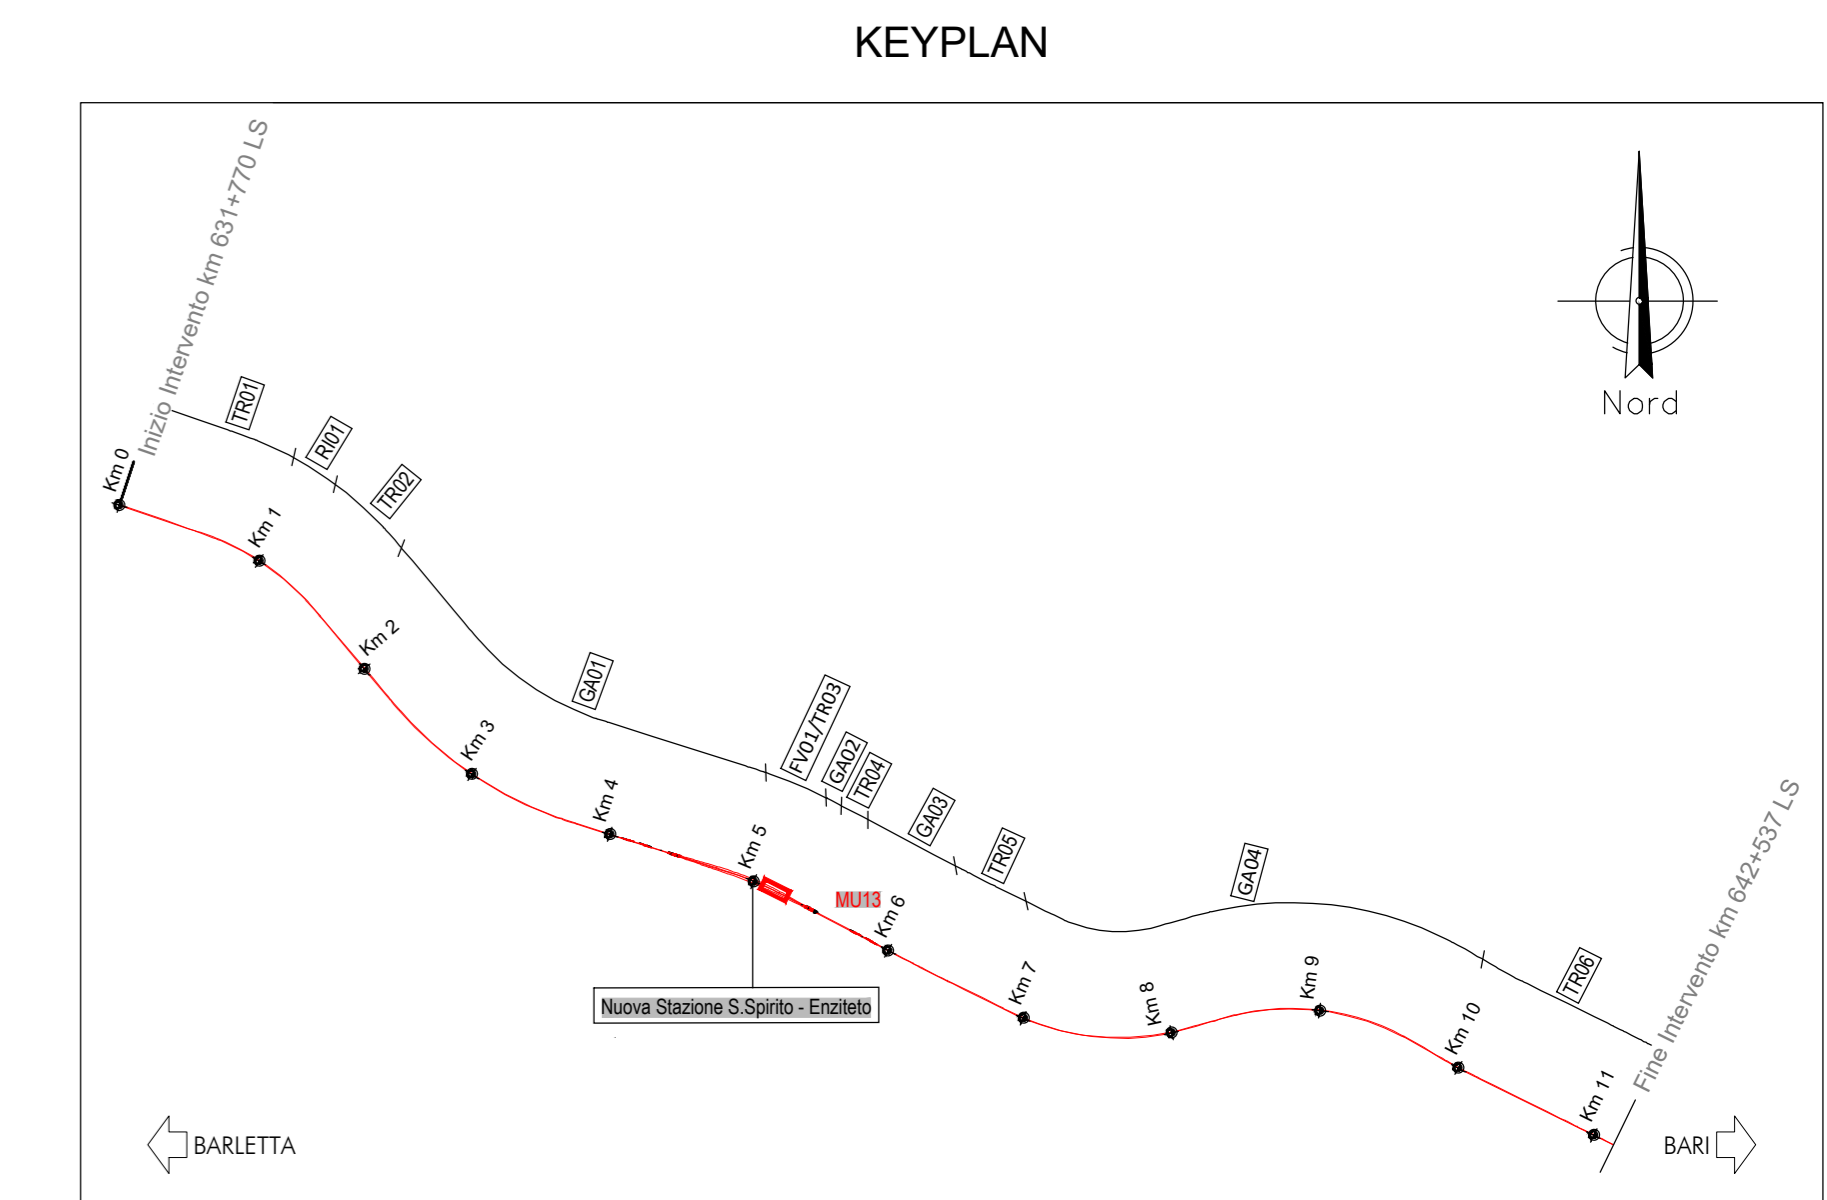 KEYPLAN
Inizio Intervento km 631+770 LS
Nord
TR01
RI01
TR02
GA01
FV01/TR03
GA02
TR04
GA03
TR05
GA04
TR06
Km 0
Km 1
Km 2
Km 3
Km 4
Km 5
MU13
Km 6
Km 7
Km 8
Km 9
Km 10
Km 11
Nuova Stazione S.Spirito - Enziteto
Fine Intervento km 642+537 LS
BARLETTA
BARI